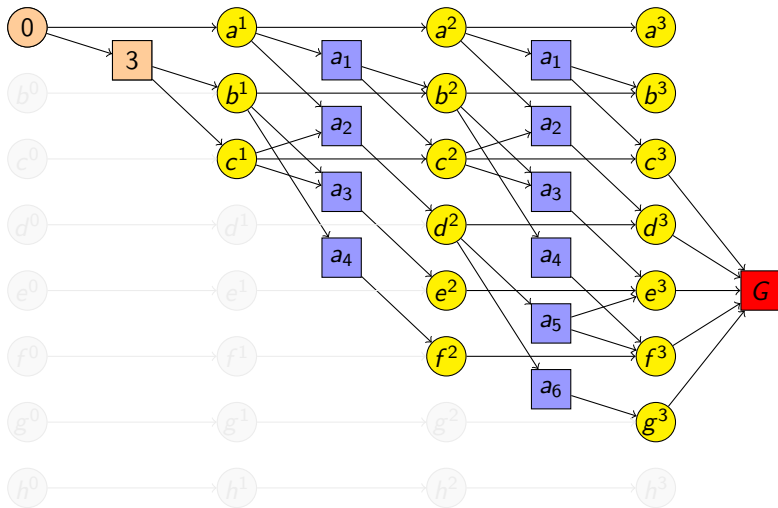 0 a¹ a² a³
3 a₁ a₁
b⁰ b¹ b² b³
a₂ a₂
c⁰ c¹ c² c³
a₃ a₃
d⁰ d¹ d² d³
a₄ a₄
e⁰ e¹ e² e³ G
a₅
f⁰ f¹ f² f³
a₆
g⁰ g¹ g² g³
h⁰ h¹ h² h³